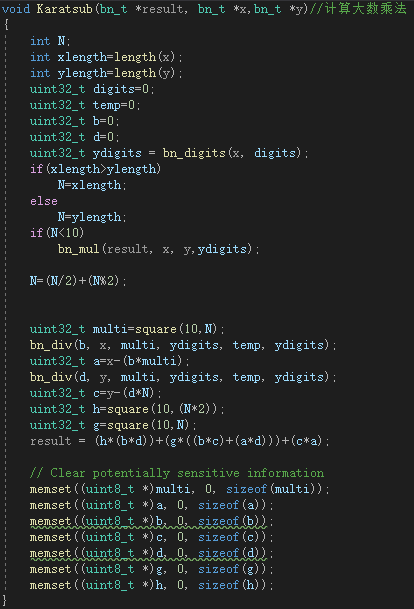 void Karatsub(bn_t *result, bn_t *x,bn_t *y)//计算大数乘法
{
int N;
int xlength=length(x);
int ylength=length(y);
uint32_t digits=0;
uint32_t temp=0;
uint32_t b=0;
uint32_t d=0;
uint32_t ydigits = bn_digits(x, digits);
if(xlength>ylength)
N=xlength;
else
N=ylength;
if(N<10)
bn_mul(result, x, y,ydigits);
N=(N/2)+(N%2);
uint32_t multi=square(10,N);
bn_div(b, x, multi, ydigits, temp, ydigits);
uint32_t a=x-(b*multi);
bn_div(d, y, multi, ydigits, temp, ydigits);
uint32_t c=y-(d*N);
uint32_t h=square(10,(N*2));
uint32_t g=square(10,N);
result = (h*(b*d))+(g*((b*c)+(a*d)))+(c*a);
// Clear potentially sensitive information
memset((uint8_t *)multi, 0, sizeof(multi));
memset((uint8_t *)a, 0, sizeof(a));
memset((uint8_t *)b, 0, sizeof(b));
memset((uint8_t *)c, 0, sizeof(c));
memset((uint8_t *)d, 0, sizeof(d));
memset((uint8_t *)g, 0, sizeof(g));
memset((uint8_t *)h, 0, sizeof(h));
}